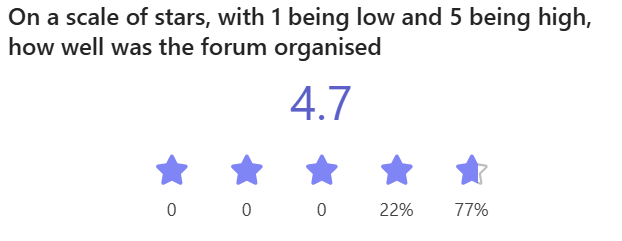 On a scale of stars, with 1 being low and 5 being high,
how well was the forum organised
4.7
0 0 0 22% 77%